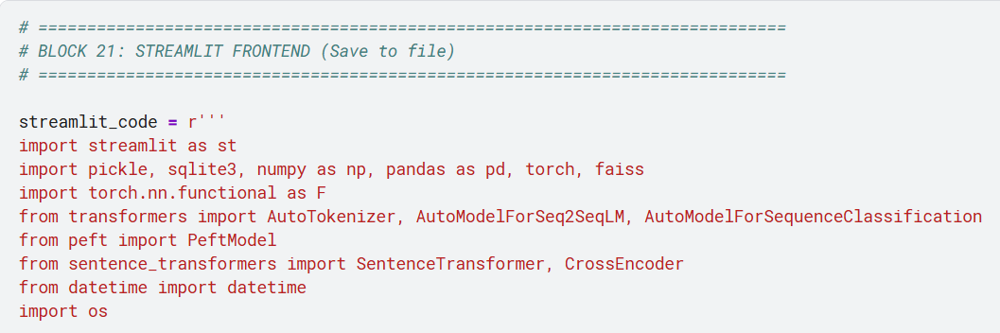 # ============================================================================
# BLOCK 21: STREAMLIT FRONTEND (Save to file)
# ============================================================================
streamlit_code = r'''
import streamlit as st
import pickle, sqlite3, numpy as np, pandas as pd, torch, faiss
import torch.nn.functional as F
from transformers import AutoTokenizer, AutoModelForSeq2SeqLM, AutoModelForSequenceClassification
from peft import PeftModel
from sentence_transformers import SentenceTransformer, CrossEncoder
from datetime import datetime
import os